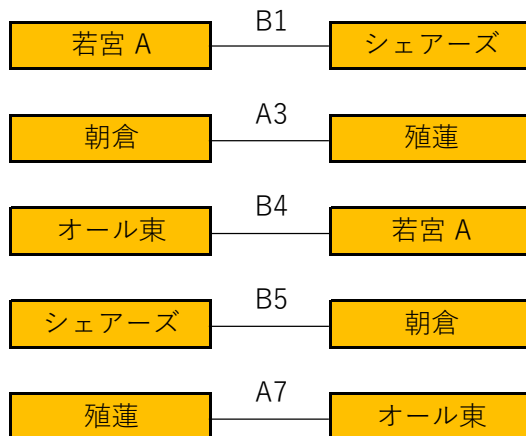 B1
若宮 A シェアーズ
A3
朝倉 殖蓮
B4
オール東 若宮 A
B5
シェアーズ 朝倉
A7
殖蓮 オール東